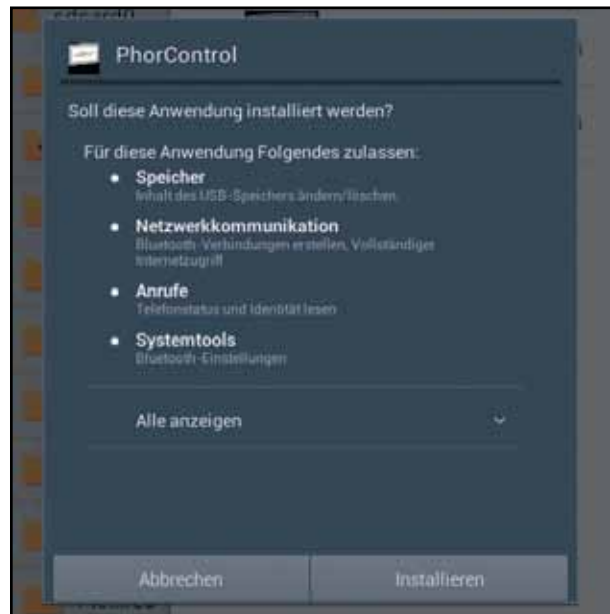 PhorControl
Soll diese Anwendung installiert werden?
Für diese Anwendung Folgendes zulassen:
Speicher
Inhalt des USB-Speichers ändern/löschen
Netzwerkkommunikation
Bluetooth-Verbindungen erstellen, Vollständiger
Internetzugriff
Anrufe
Telefonstatus und Identität lesen
Systemtools
Bluetooth-Einstellungen
Alle anzeigen
Abbrechen
Installieren